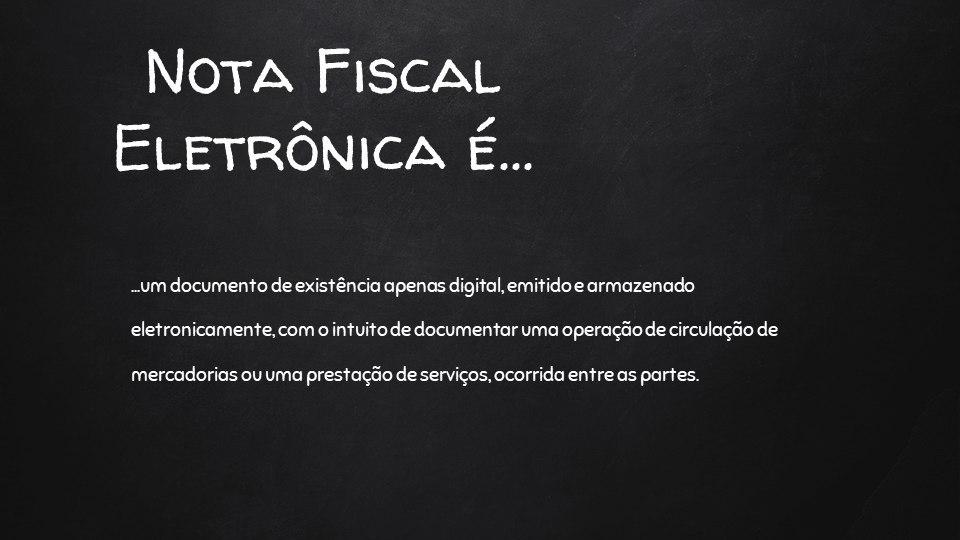 Nota Fiscal
Eletrônica é...
...um documento de existência apenas digital, emitido e armazenado
eletronicamente, com o intuito de documentar uma operação de circulação de
mercadorias ou uma prestação de serviços, ocorrida entre as partes.